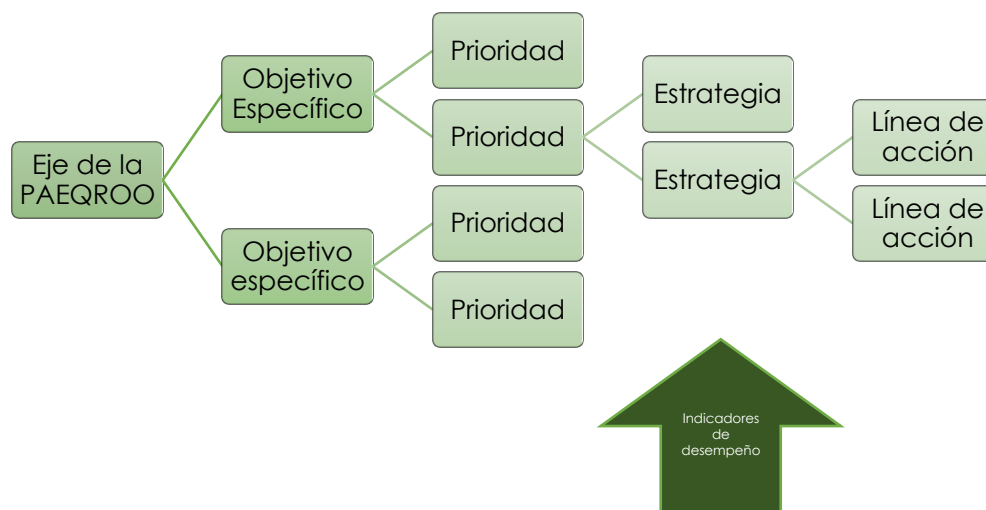 Eje de la
PAEQROO
Objetivo
Específico
Objetivo
específico
Prioridad
Prioridad
Prioridad
Prioridad
Estrategia
Estrategia
Línea de
acción
Línea de
acción
Indicadores
de
desempeño